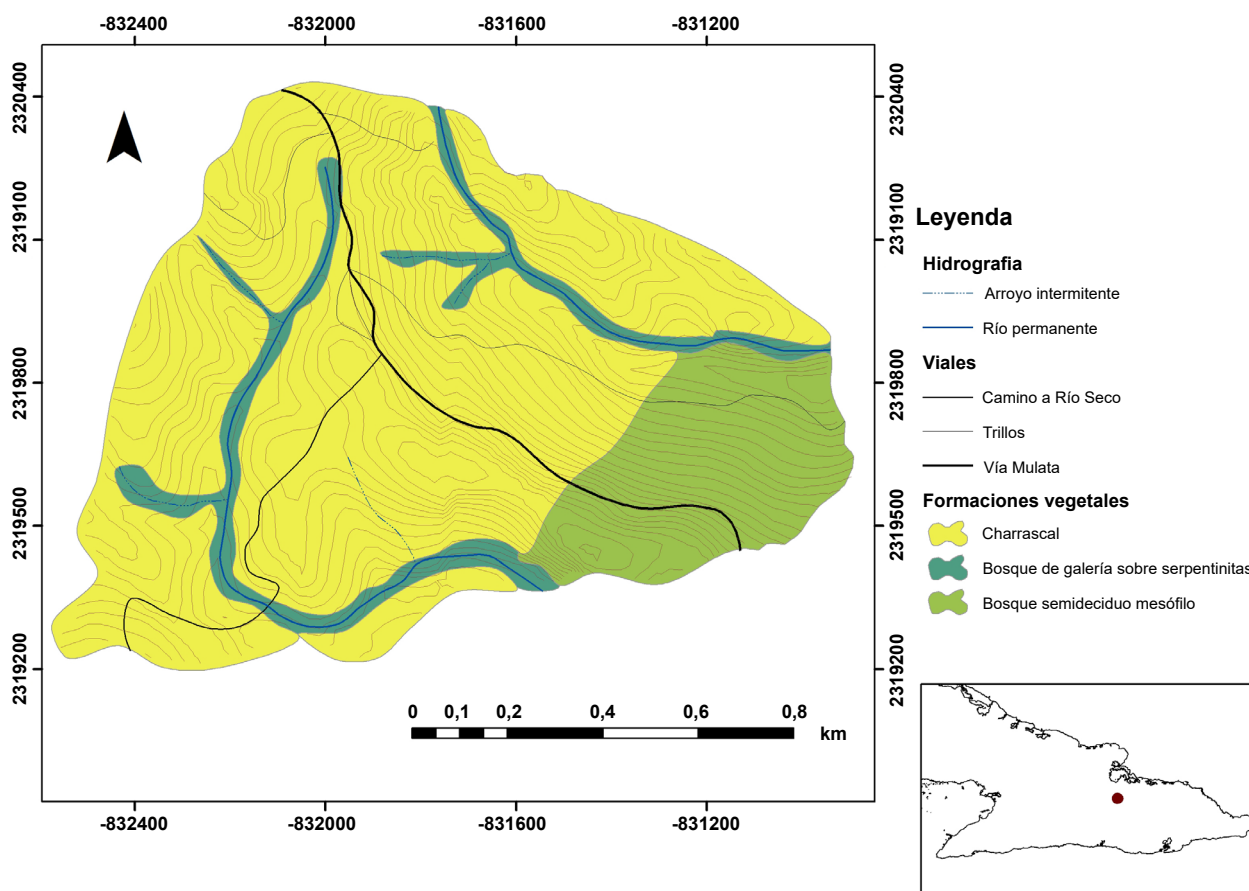 -832400 -832000 -831600 -831200
2320400
2319100
2319800
2319500
2319200
2320400
2319100
2319800
2319500
2319200
0 0,1 0,2 0,4 0,6 0,8
km
-832400 -832000 -831600 -831200
Leyenda
Hidrografia
Arroyo intermitente
Río permanente
Viales
Camino a Río Seco
Trillos
Vía Mulata
Formaciones vegetales
Charrascal
Bosque de galería sobre serpentinitas
Bosque semideciduo mesófilo